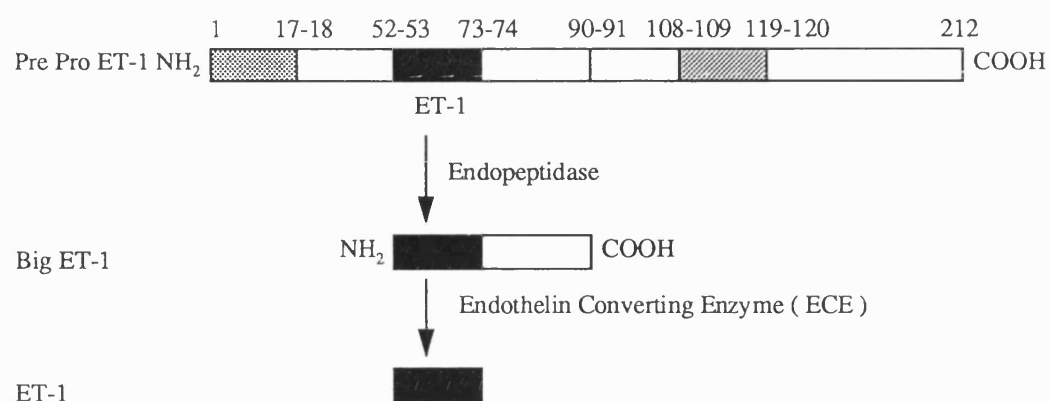 1 17-18 52-53 73-74 90-91 108-109 119-120 212
Pre Pro ET-1 NH₂ COOH
ET-1
Endopeptidase
NH₂ COOH
Big ET-1
Endothelin Converting Enzyme ( ECE )
ET-1